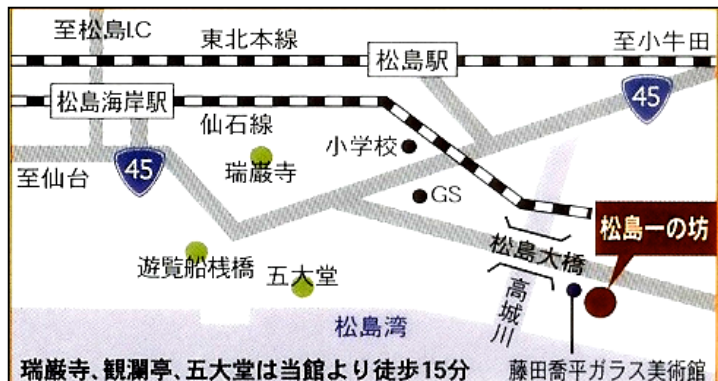 至松島I.C
東北本線
松島駅
至小牛田
松島海岸駅
仙石線
小学校
45
至仙台
45
瑞巌寺
GS
松島一の坊
松島大橋
遊覧船桟橋
五大堂
高城川
松島湾
瑞巌寺、観瀾亭、五大堂は当館より徒歩15分
藤田喬平ガラス美術館